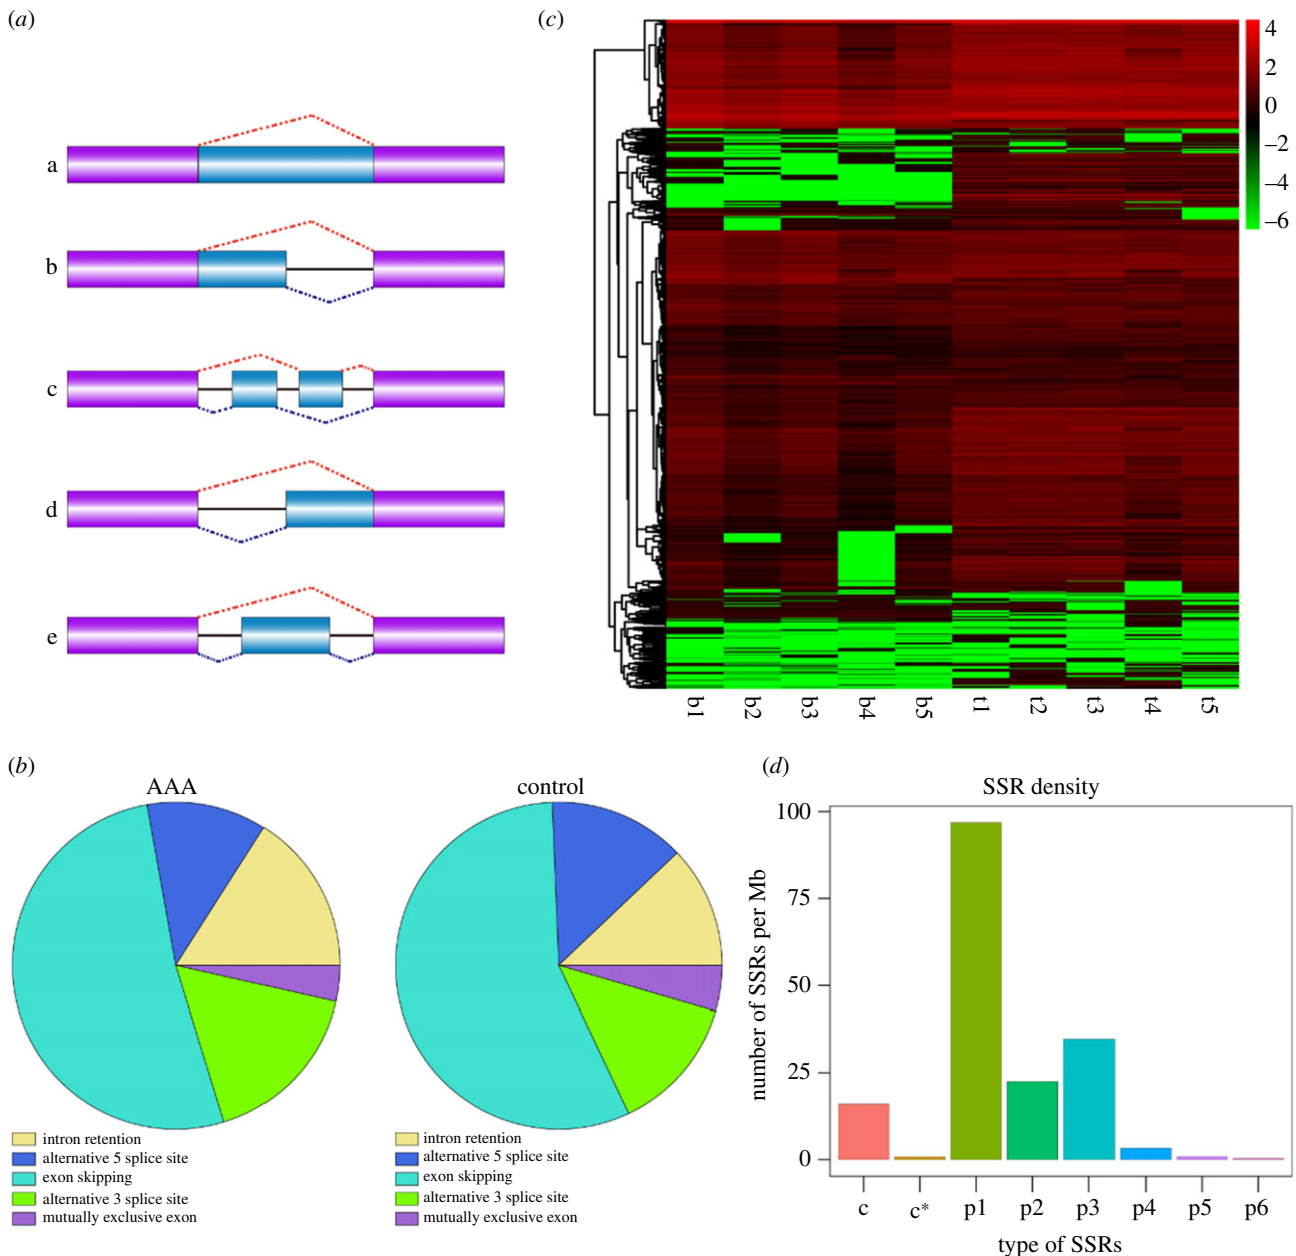 (a)
a
b
c
d
e
(c)
4
2
0
−2
−4
−6
b1 b2 b3 b4 b5 t1 t2 t3 t4 t5
(b)
AAA
control
intron retention
alternative 5 splice site
exon skipping
alternative 3 splice site
mutually exclusive exon
intron retention
alternative 5 splice site
exon skipping
alternative 3 splice site
mutually exclusive exon
(d)
SSR density
number of SSRs per Mb
100
75
50
25
0
c c* p1 p2 p3 p4 p5 p6
type of SSRs